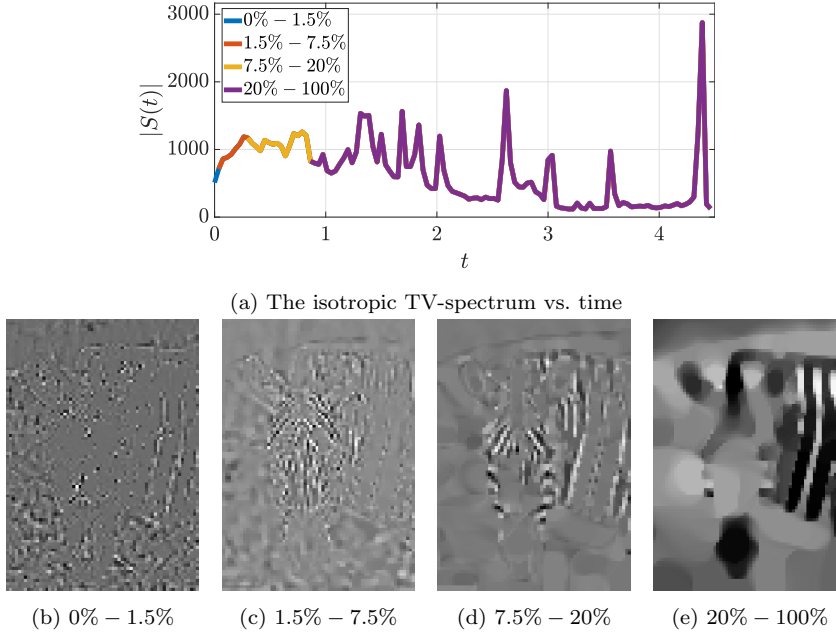 3000
2000
1000
0
|S(t)|
0% − 1.5%
1.5% − 7.5%
7.5% − 20%
20% − 100%
0 1 2 3 4
t
(a) The isotropic TV-spectrum vs. time
(b) 0% − 1.5% (c) 1.5% − 7.5% (d) 7.5% − 20% (e) 20% − 100%